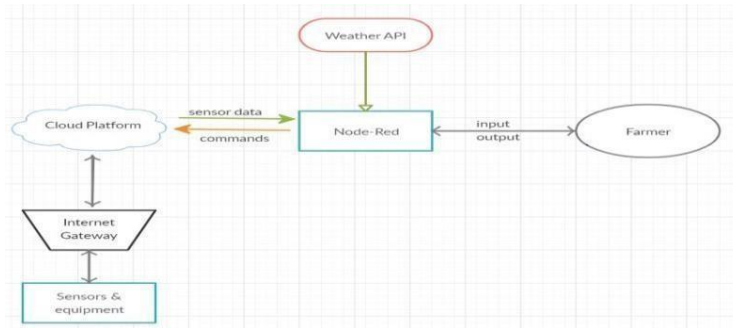 Weather API
Cloud Platform
sensor data
commands
Node-Red
input
output
Farmer
Internet
Gateway
Sensors &
equipment